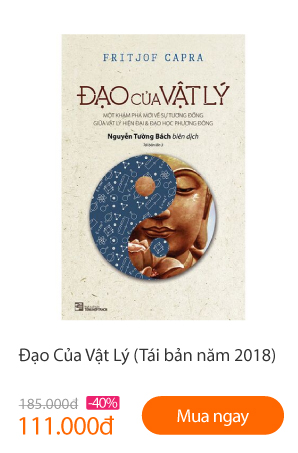 FRITJOF CAPRA
ĐẠO CỦA VẬT LÝ
MỘT KHÁM PHÁ MỚI VỀ SỰ TƯƠNG ĐỒNG
GIỮA VẬT LÝ HIỆN ĐẠI & ĐẠO HỌC PHƯƠNG ĐÔNG
Nguyễn Tường Bách biên dịch
Đạo Của Vật Lý (Tái bản năm 2018)
185.000đ -40%
111.000đ
Mua ngay